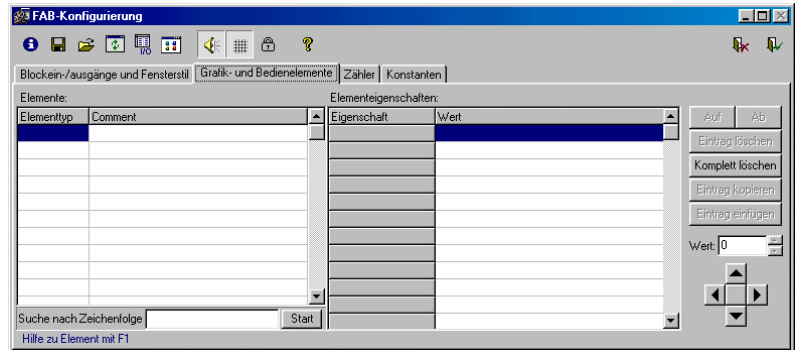 FAB-Konfigurierung
I/O
Blockein-/ausgänge und Fensterstil Grafik- und Bedienelemente Zähler Konstanten
Elemente: Elementeigenschaften:
Elementtyp Comment Eigenschaft Wert
Auf Ab
Eintrag löschen
Komplett löschen
Eintrag kopieren
Eintrag einfügen
Wert: 0
Suche nach Zeichenfolge Start
Hilfe zu Element mit F1